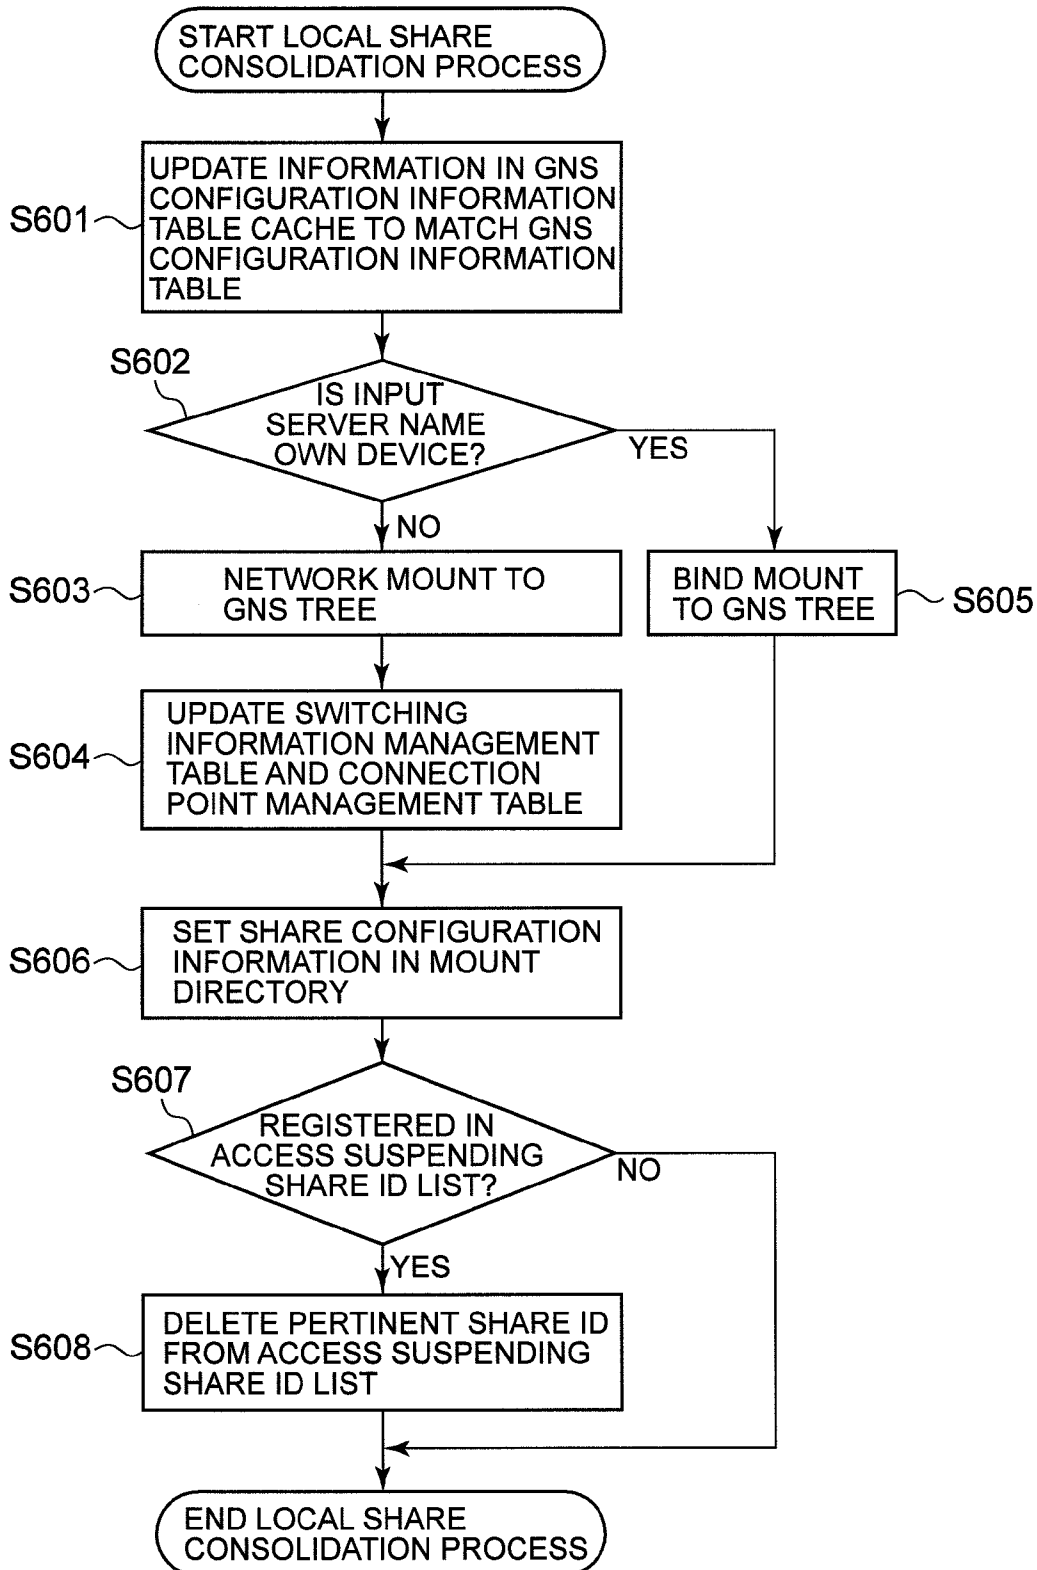 START LOCAL SHARE
CONSOLIDATION PROCESS
UPDATE INFORMATION IN GNS
CONFIGURATION INFORMATION
TABLE CACHE TO MATCH GNS
CONFIGURATION INFORMATION
TABLE
S601
S602
IS INPUT
SERVER NAME
OWN DEVICE?
YES
NO
S603
NETWORK MOUNT TO
GNS TREE
BIND MOUNT
TO GNS TREE
S605
S604
UPDATE SWITCHING
INFORMATION MANAGEMENT
TABLE AND CONNECTION
POINT MANAGEMENT TABLE
S606
SET SHARE CONFIGURATION
INFORMATION IN MOUNT
DIRECTORY
S607
REGISTERED IN
ACCESS SUSPENDING
SHARE ID LIST?
NO
YES
S608
DELETE PERTINENT SHARE ID
FROM ACCESS SUSPENDING
SHARE ID LIST
END LOCAL SHARE
CONSOLIDATION PROCESS